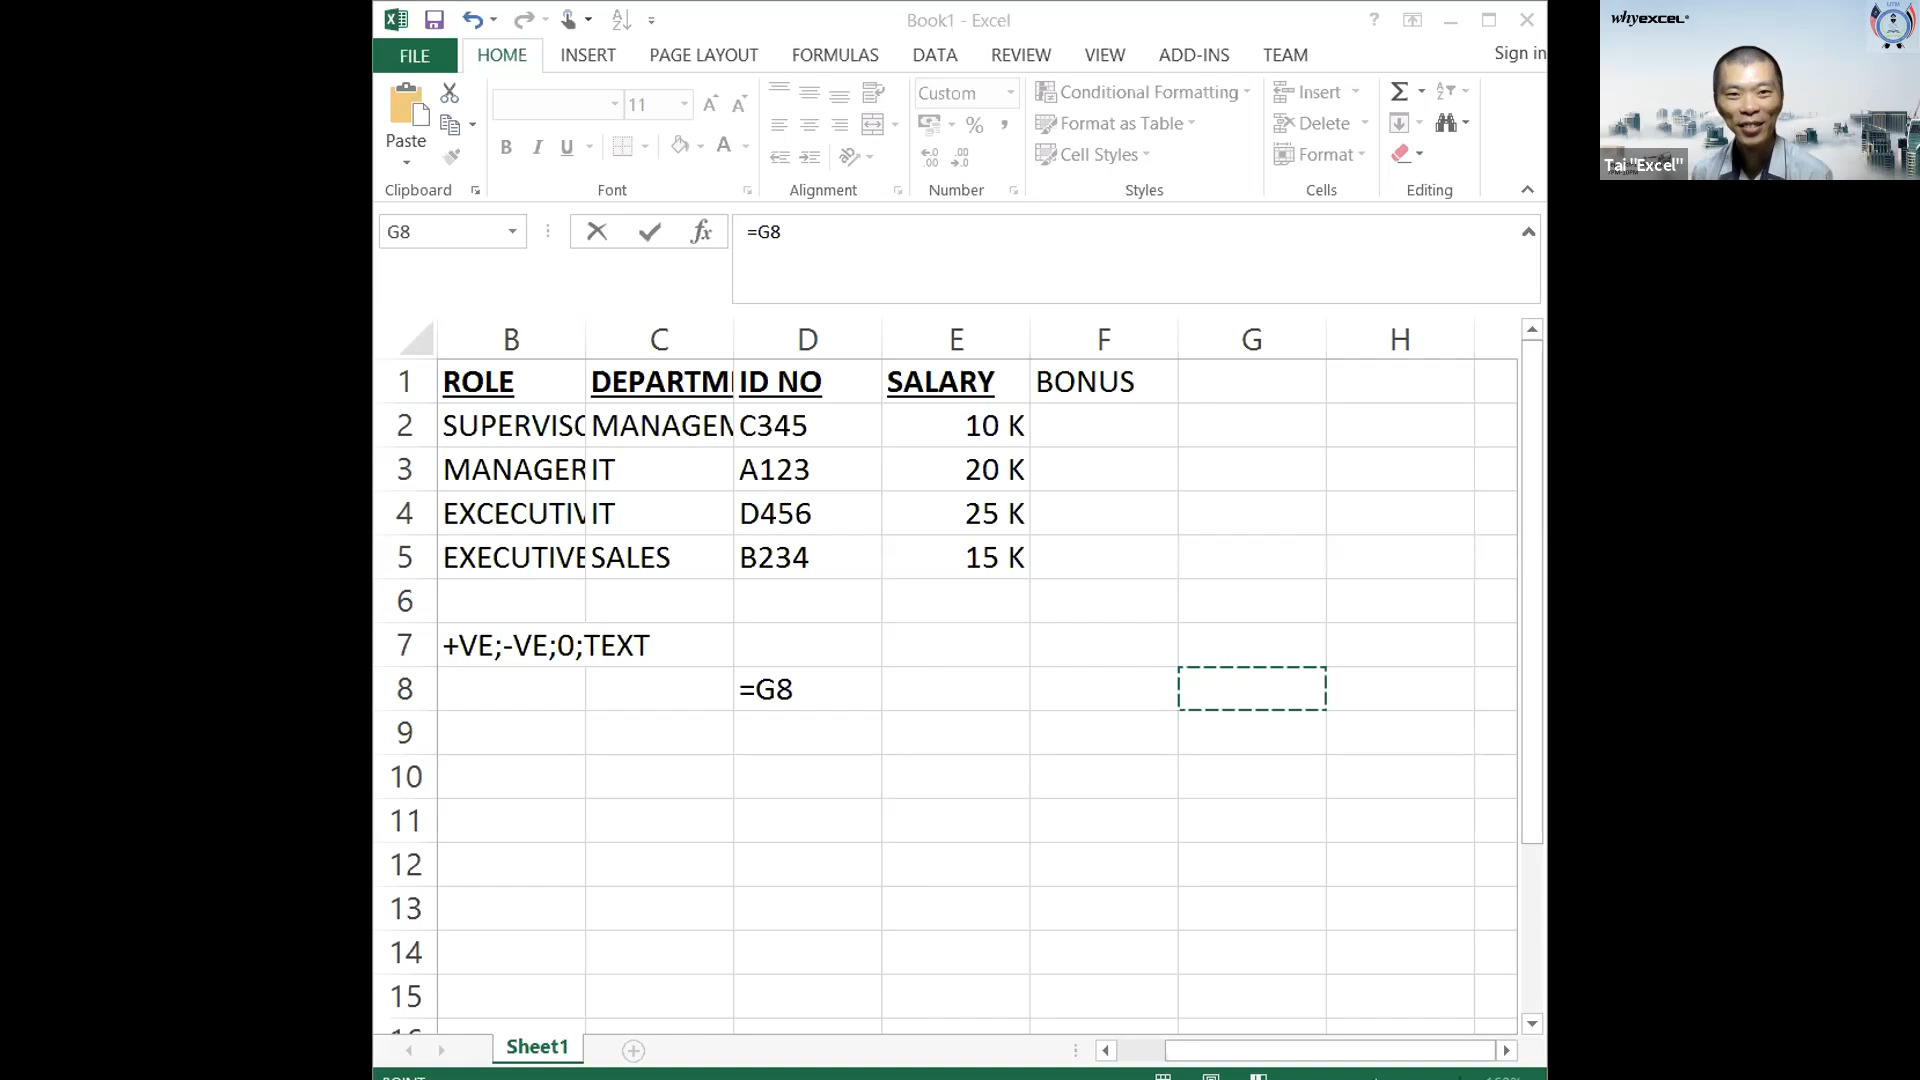 Book1 - Excel
FILE HOME INSERT PAGE LAYOUT FORMULAS DATA REVIEW VIEW ADD-INS TEAM Sign in
Paste
B I U
11
A A
A
Custom
%
Conditional Formatting
Format as Table
Cell Styles
Insert
Delete
Format
Clipboard Font Alignment Number Styles Cells Editing
G8 fx =G8
B C D E F G H
1 ROLE DEPARTM ID NO SALARY BONUS
2 SUPERVISO MANAGEM C345 10 K
3 MANAGER IT A123 20 K
4 EXCECUTIV IT D456 25 K
5 EXECUTIVE SALES B234 15 K
6
7 +VE;-VE;0;TEXT
8 =G8
9
10
11
12
13
14
15
Sheet1
whyEXCEL
UTM
Tai "Excel"